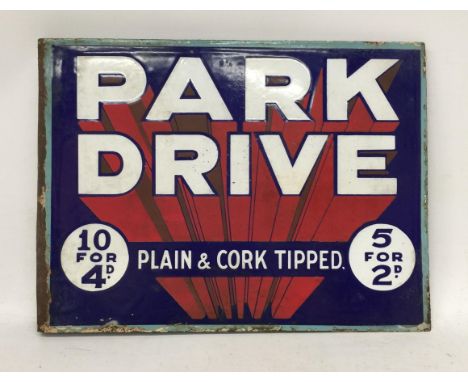 PARK
DRIVE
10
FOR
4D.
PLAIN & CORK TIPPED.
5
FOR
2D.